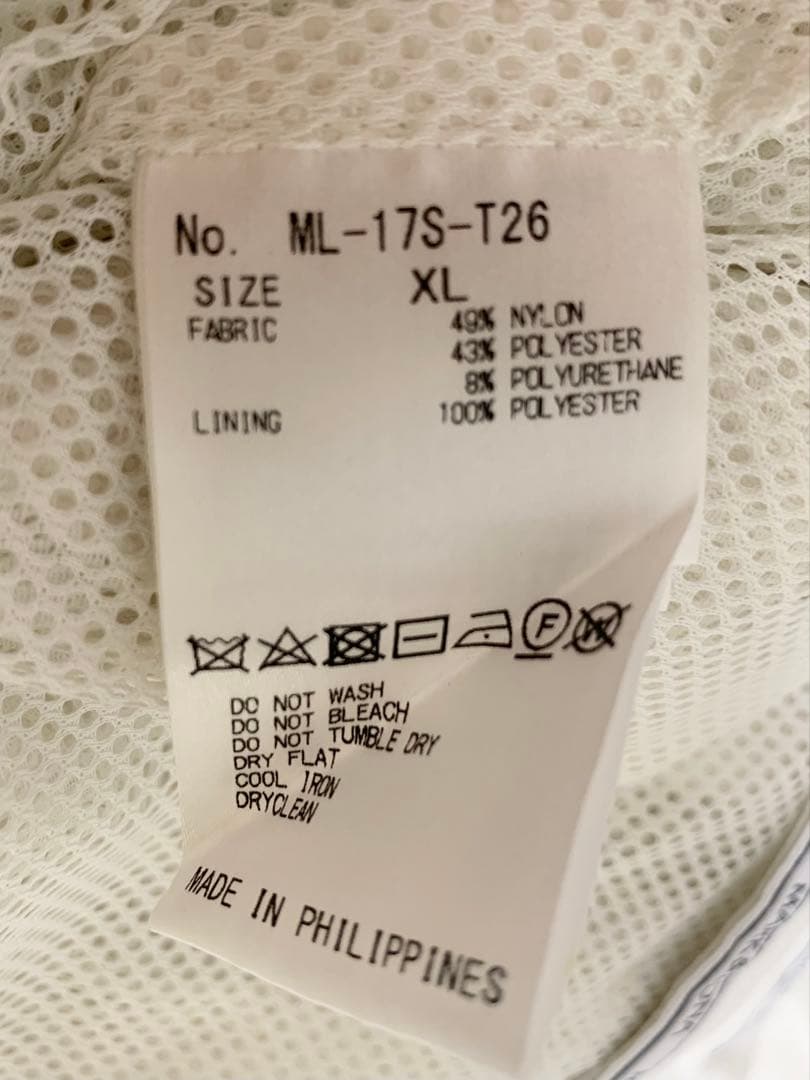 No. ML-17S-T26
SIZE XL
FABRIC 49% NYLON
43% POLYESTER
8% POLYURETHANE
LINING 100% POLYESTER
F W
DO NOT WASH
DO NOT BLEACH
DO NOT TUMBLE DRY
DRY FLAT
COOL IRON
DRYCLEAN
MADE IN PHILIPPINES